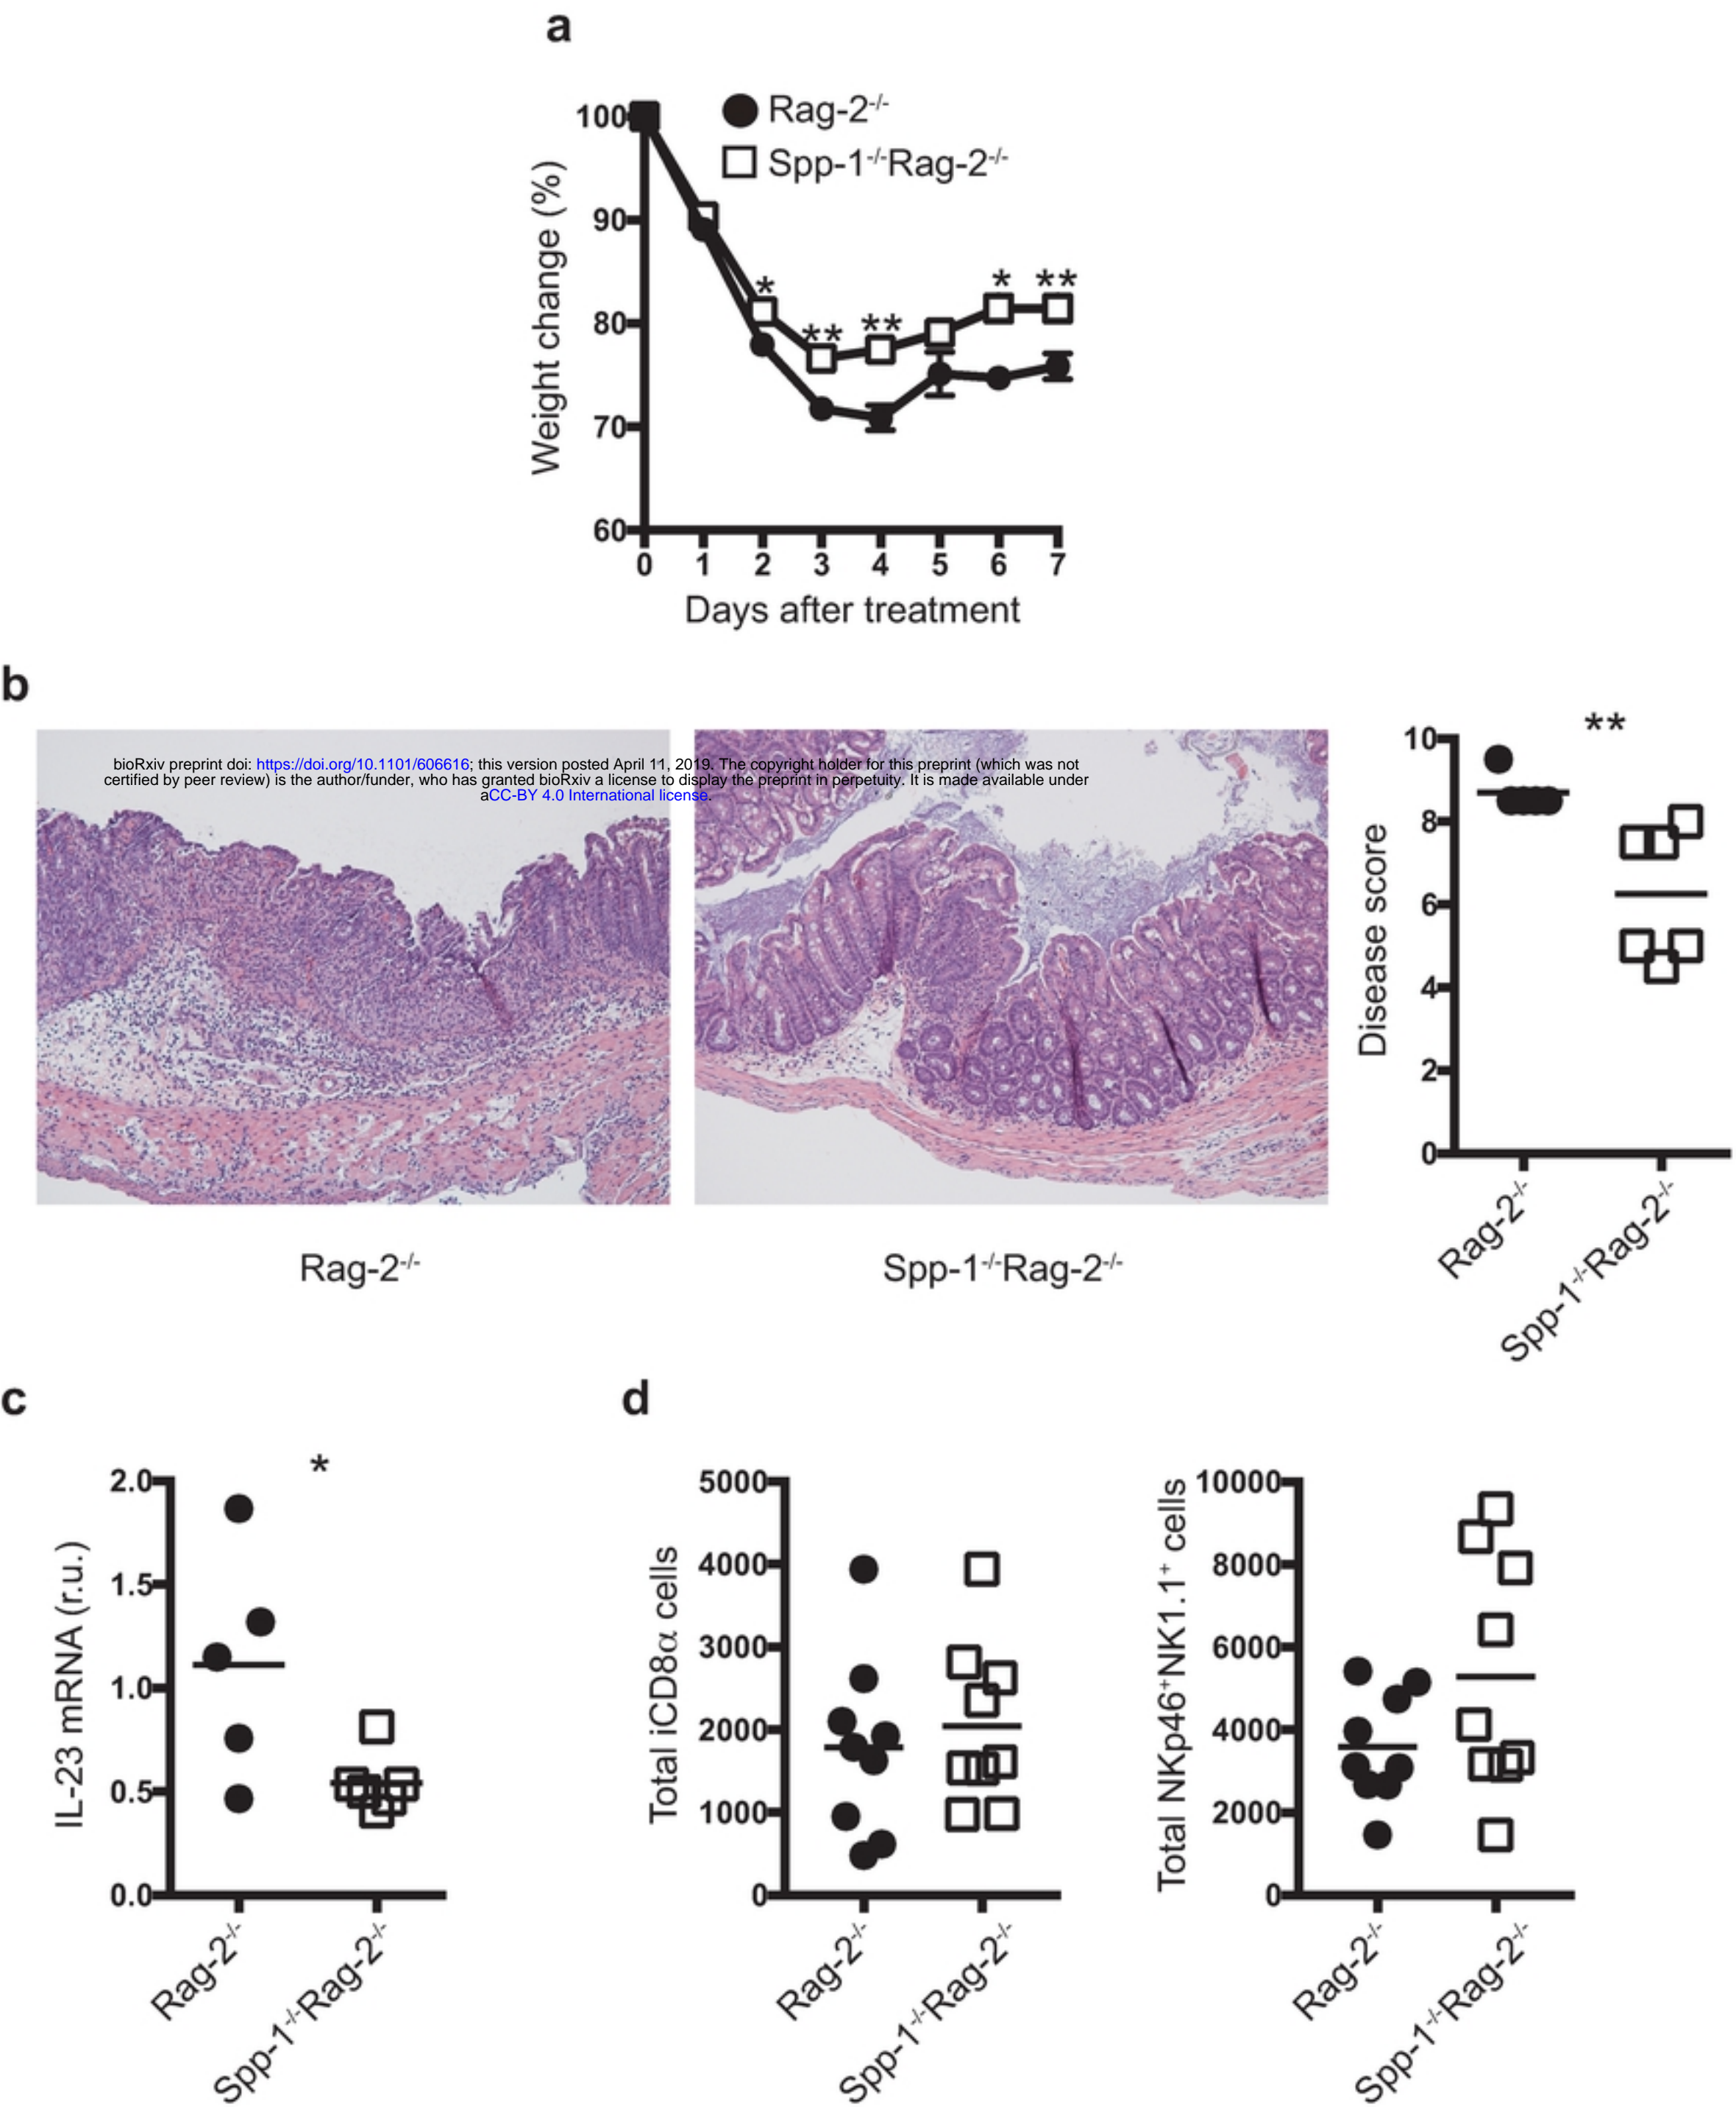 a
Rag-2-/-
Spp-1-/-Rag-2-/-
100
90
80
70
60
Weight change (%)
*
**
**
*
**
0 1 2 3 4 5 6 7
Days after treatment
b
bioRxiv preprint doi: https://doi.org/10.1101/606616; this version posted April 11, 2019. The copyright holder for this preprint (which was not
certified by peer review) is the author/funder, who has granted bioRxiv a license to display the preprint in perpetuity. It is made available under
aCC-BY 4.0 International license.
Rag-2-/-
Spp-1-/-Rag-2-/-
**
Disease score
10
8
6
4
2
0
Rag-2-/-
Spp-1-/-Rag-2-/-
c
*
IL-23 mRNA (r.u.)
2.0
1.5
1.0
0.5
0.0
Rag-2-/-
Spp-1-/-Rag-2-/-
d
Total iCD8α cells
5000
4000
3000
2000
1000
0
Rag-2-/-
Spp-1-/-Rag-2-/-
Total NKp46+NK1.1+ cells
10000
8000
6000
4000
2000
0
Rag-2-/-
Spp-1-/-Rag-2-/-